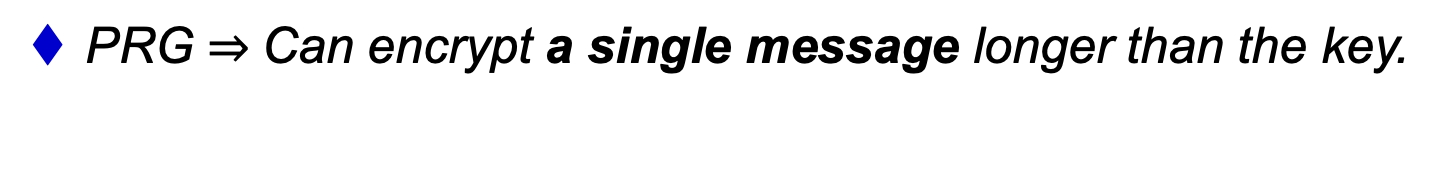 ♦ PRG ⇒ Can encrypt a single message longer than the key.